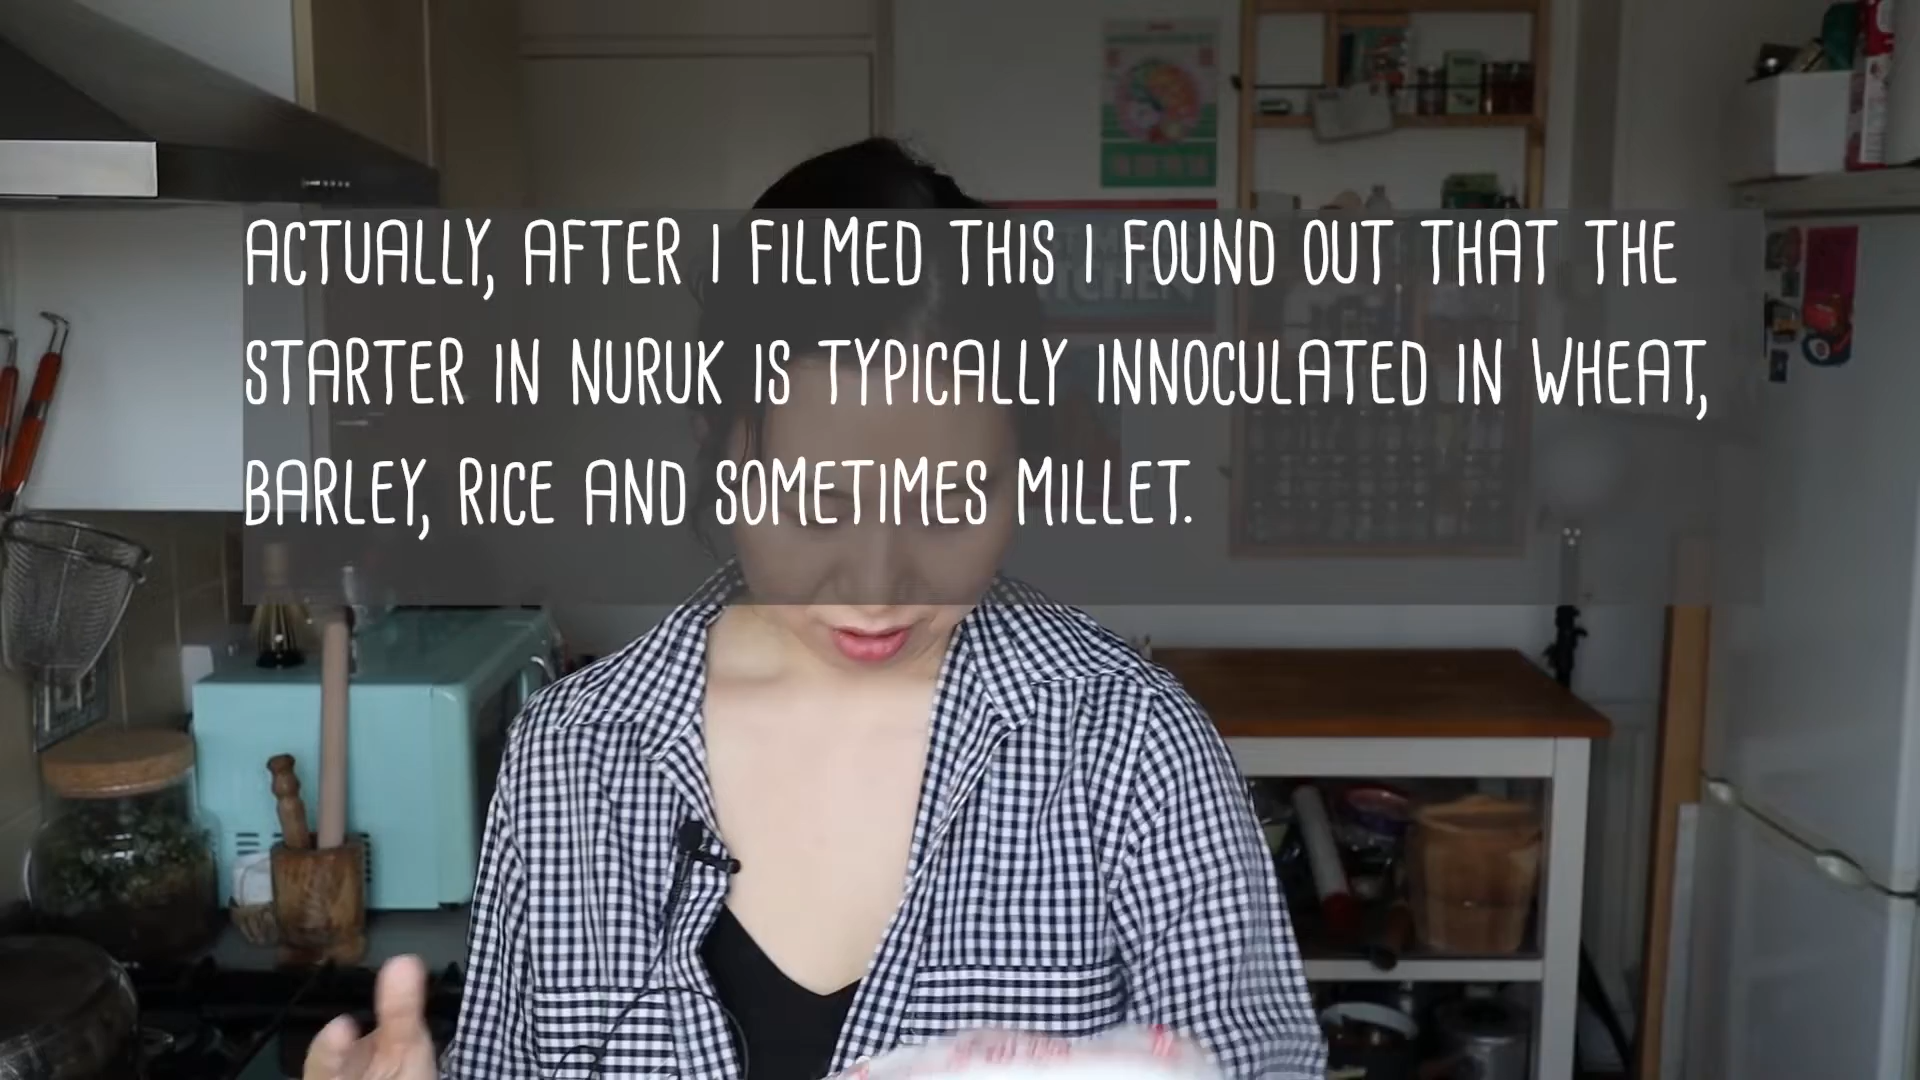 ACTUALLY, AFTER I FILMED THIS I FOUND OUT THAT THE
STARTER IN NURUK IS TYPICALLY INNOCULATED IN WHEAT,
BARLEY, RICE AND SOMETIMES MILLET.